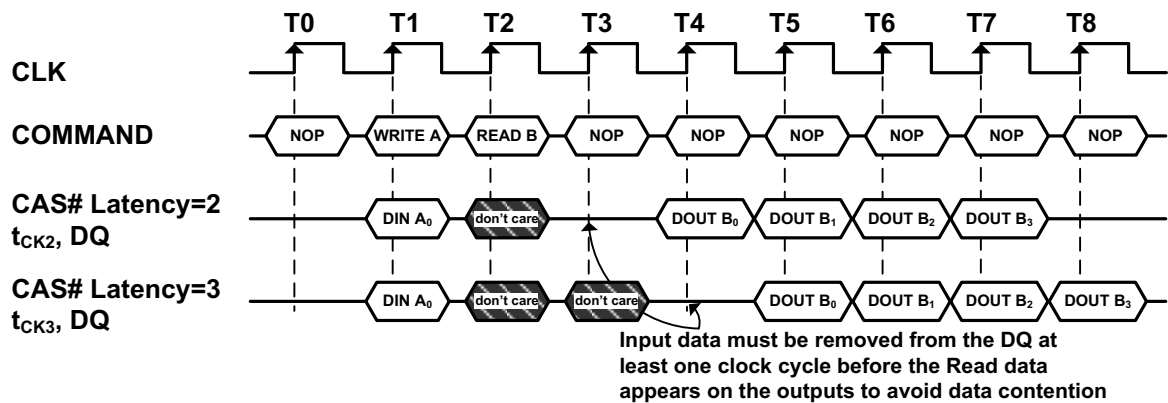 T0 T1 T2 T3 T4 T5 T6 T7 T8
CLK
COMMAND NOP WRITE A READ B NOP NOP NOP NOP NOP NOP
CAS# Latency=2
tCK2, DQ DIN A0 don't care DOUT B0 DOUT B1 DOUT B2 DOUT B3
CAS# Latency=3
tCK3, DQ DIN A0 don't care don't care DOUT B0 DOUT B1 DOUT B2 DOUT B3
Input data must be removed from the DQ at
least one clock cycle before the Read data
appears on the outputs to avoid data contention